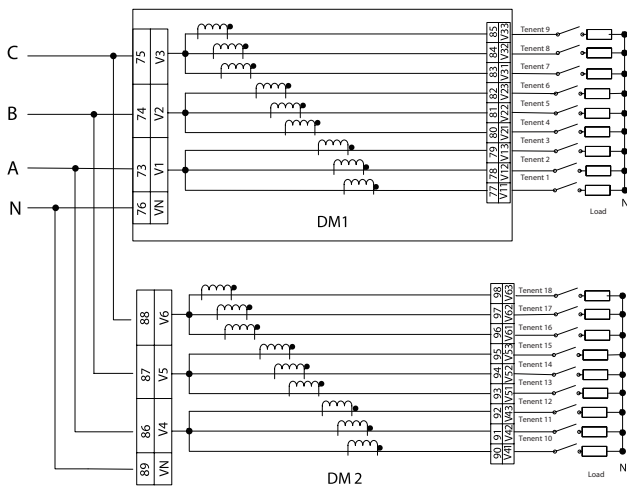 C
B
A
N
75 V3
74 V2
73 V1
76 VN
85 V33 Tenent 9
84 V32 Tenent 8
83 V31 Tenent 7
82 V23 Tenent 6
81 V22 Tenent 5
80 V21 Tenent 4
79 V13 Tenent 3
78 V12 Tenent 2
77 V11 Tenent 1
N
Load
DM1
88 V6
87 V5
86 V4
89 VN
98 V63 Tenent 18
97 V62 Tenent 17
96 V61 Tenent 16
95 V53 Tenent 15
94 V52 Tenent 14
93 V51 Tenent 13
92 V43 Tenent 12
91 V42 Tenent 11
90 V41 Tenent 10
N
Load
DM 2